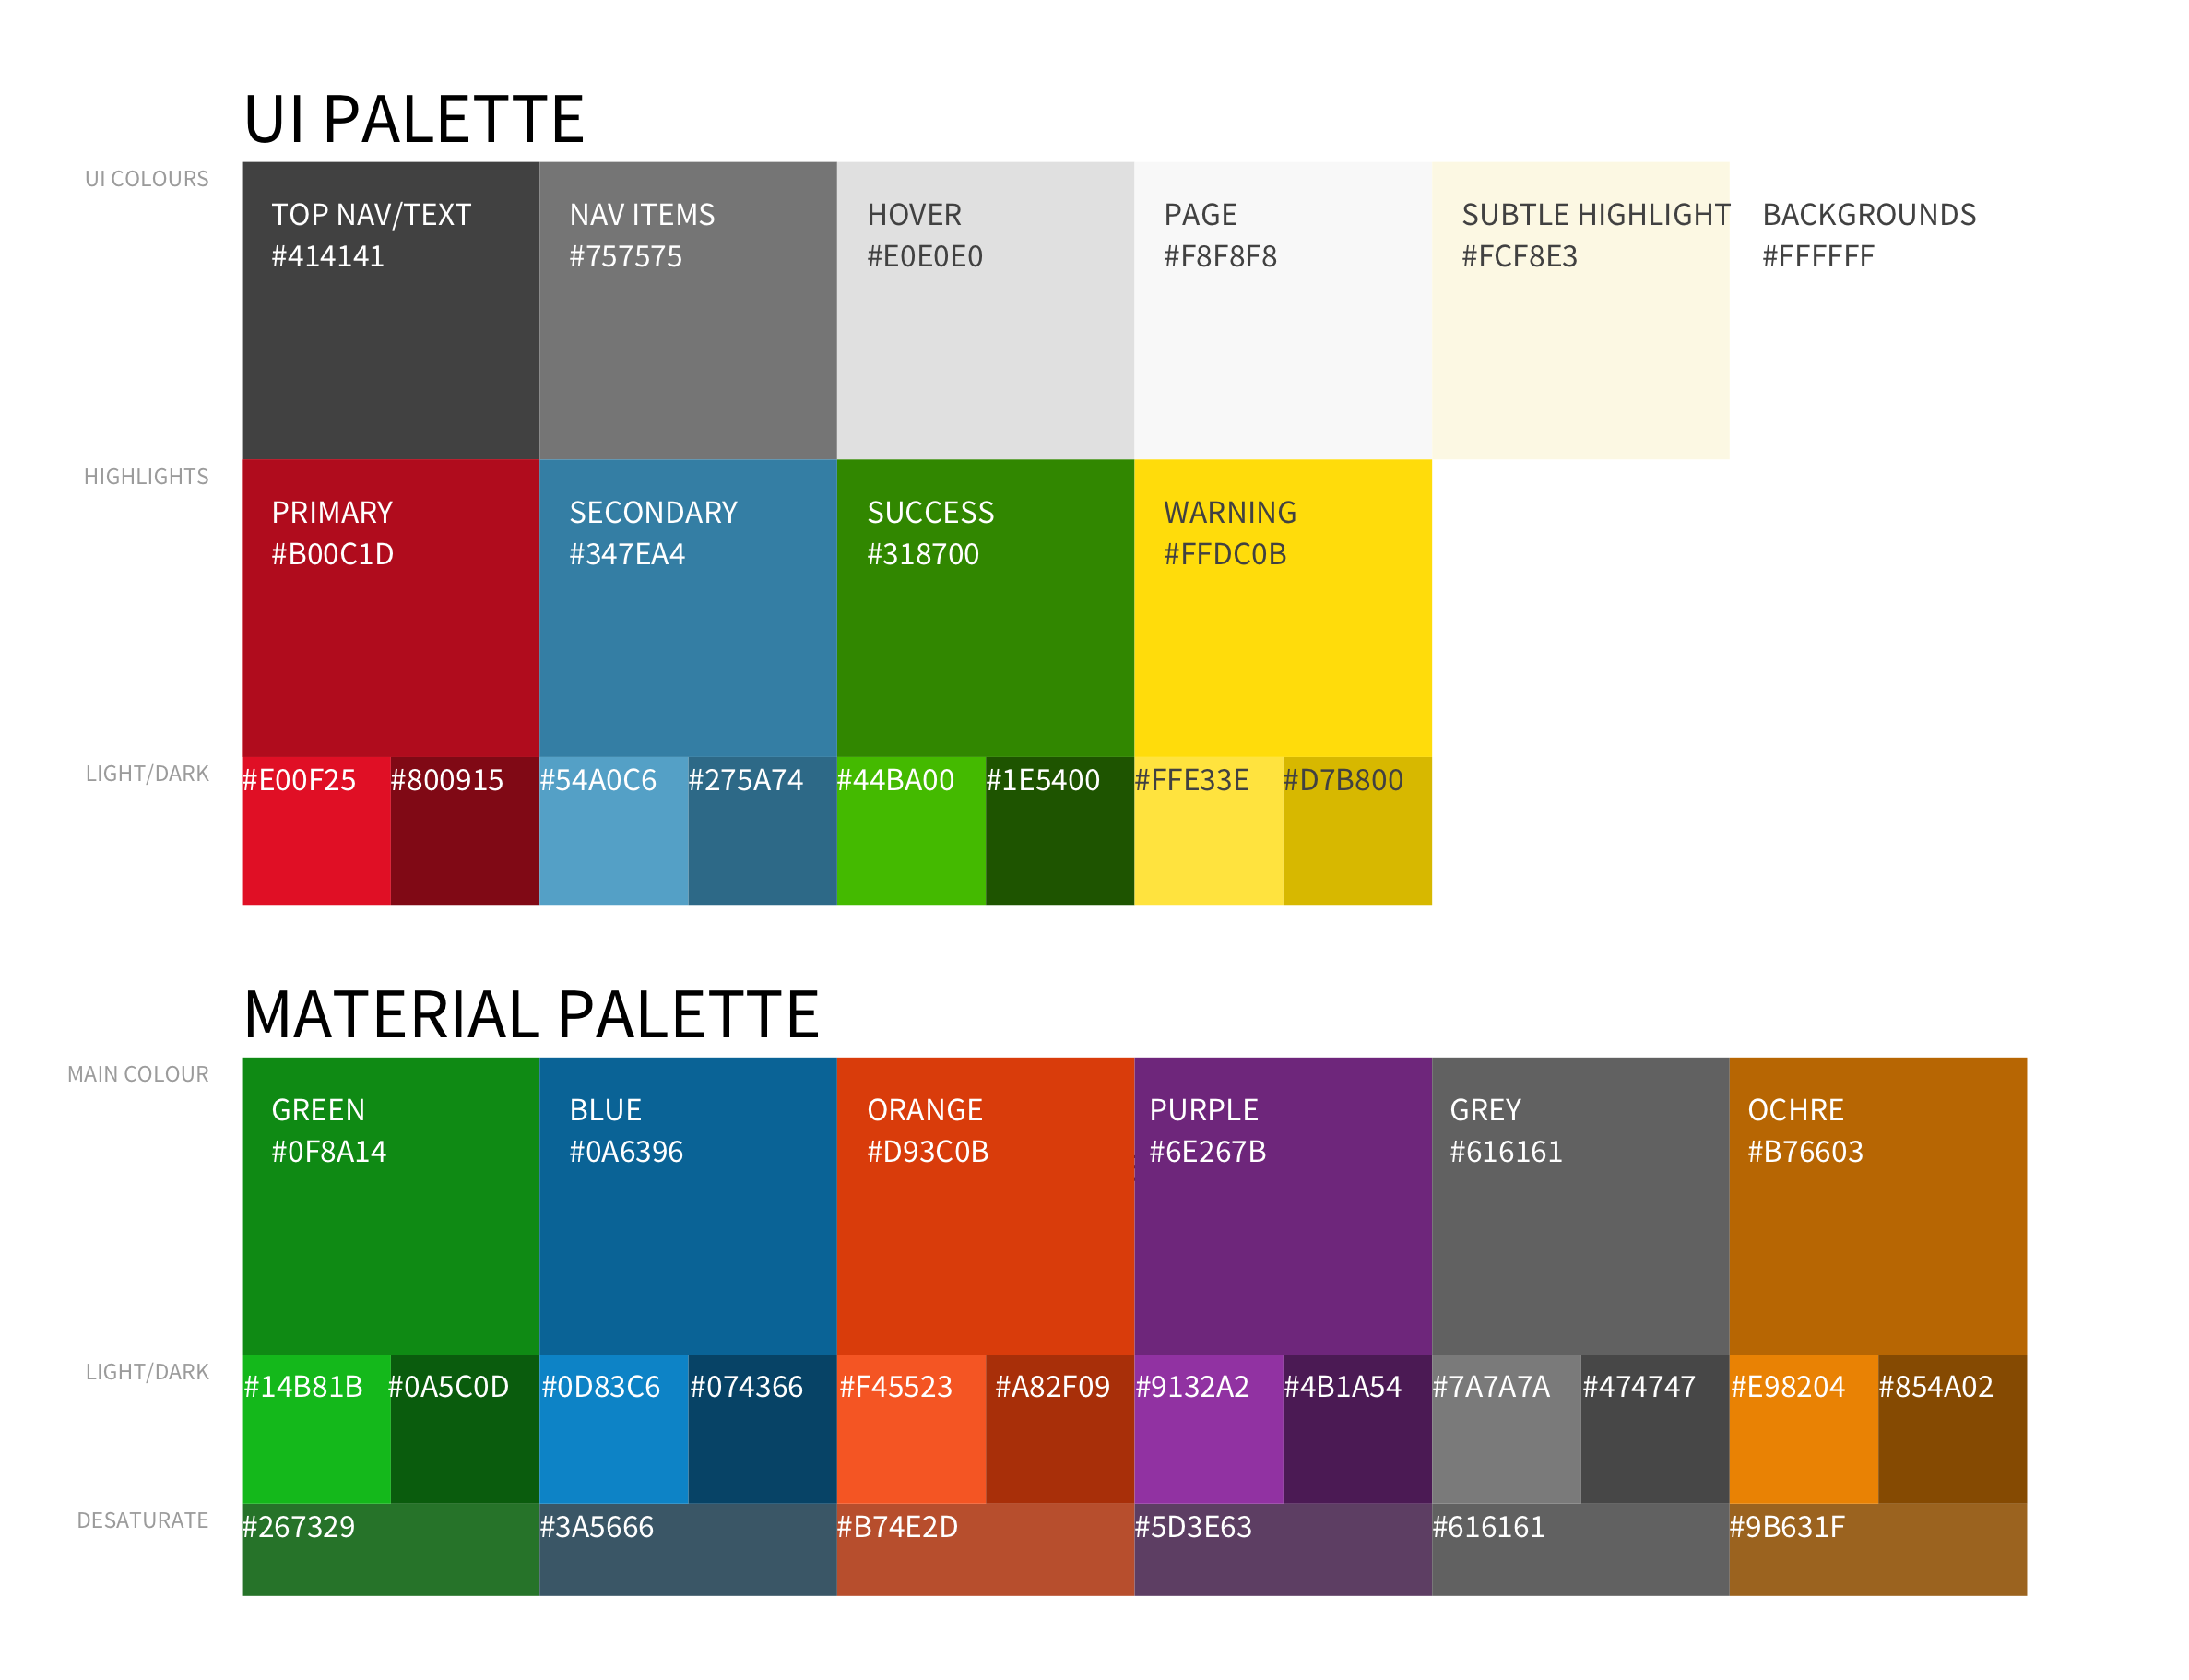 UI PALETTE
UI COLOURS
TOP NAV/TEXT
#414141
NAV ITEMS
#757575
HOVER
#E0E0E0
PAGE
#F8F8F8
SUBTLE HIGHLIGHT
#FCF8E3
BACKGROUNDS
#FFFFFF
HIGHLIGHTS
PRIMARY
#B00C1D
SECONDARY
#347EA4
SUCCESS
#318700
WARNING
#FFDC0B
LIGHT/DARK
#E00F25
#800915
#54A0C6
#275A74
#44BA00
#1E5400
#FFE33E
#D7B800
MATERIAL PALETTE
MAIN COLOUR
GREEN
#0F8A14
BLUE
#0A6396
ORANGE
#D93C0B
PURPLE
#6E267B
GREY
#616161
OCHRE
#B76603
LIGHT/DARK
#14B81B
#0A5C0D
#0D83C6
#074366
#F45523
#A82F09
#9132A2
#4B1A54
#7A7A7A
#474747
#E98204
#854A02
DESATURATE
#267329
#3A5666
#B74E2D
#5D3E63
#616161
#9B631F